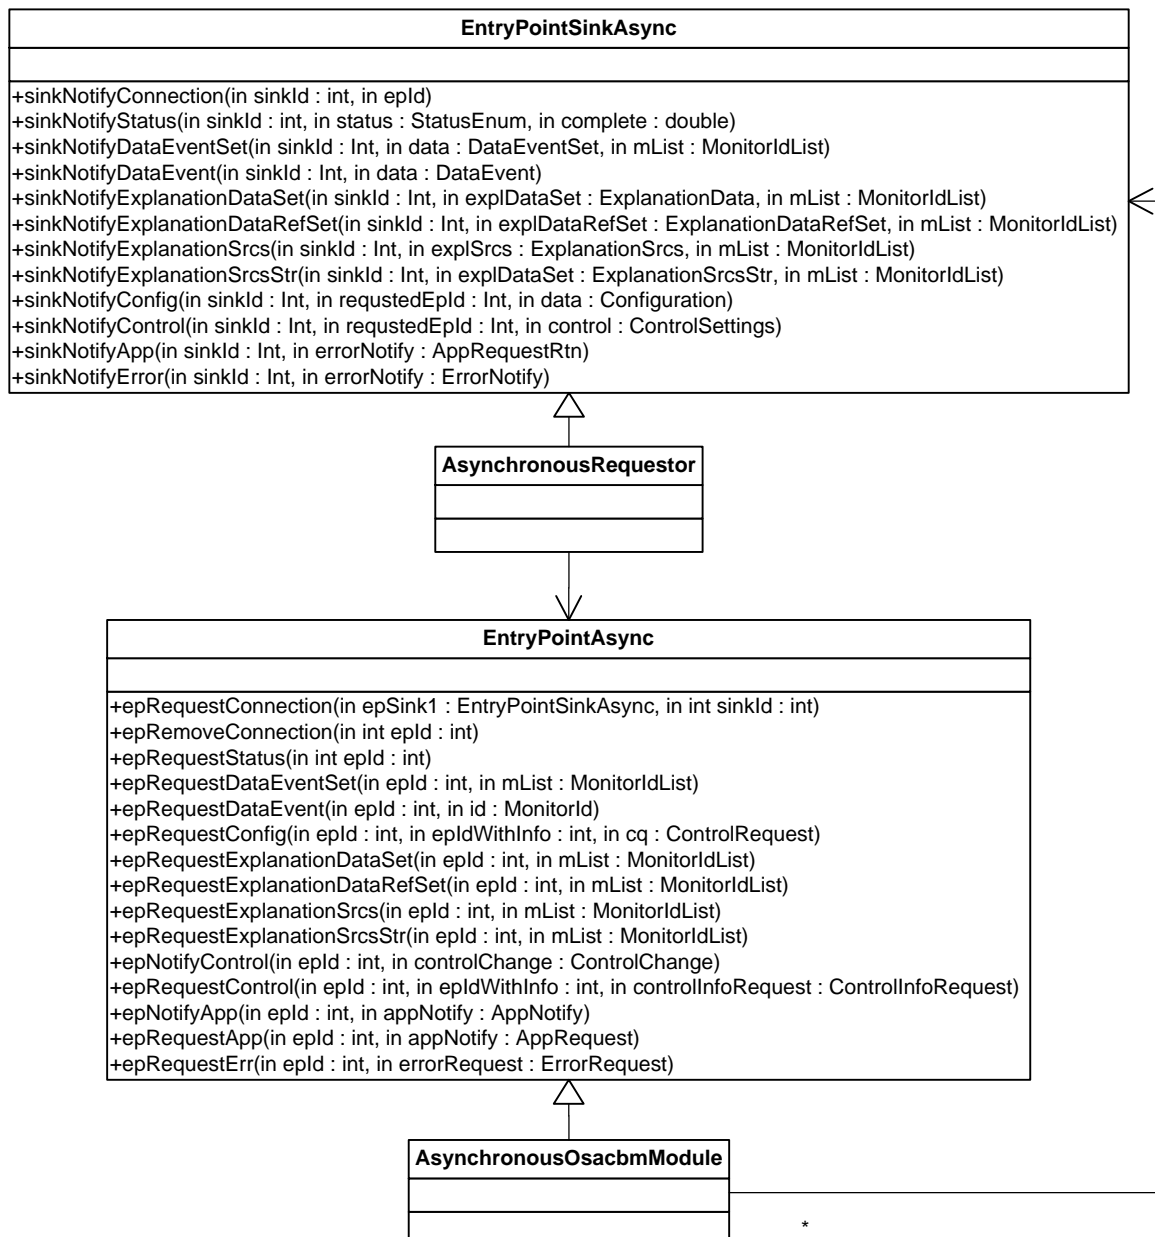 EntryPointSinkAsync
+sinkNotifyConnection(in sinkId : int, in epId)
+sinkNotifyStatus(in sinkId : int, in status : StatusEnum, in complete : double)
+sinkNotifyDataEventSet(in sinkId : Int, in data : DataEventSet, in mList : MonitorIdList)
+sinkNotifyDataEvent(in sinkId : Int, in data : DataEvent)
+sinkNotifyExplanationDataSet(in sinkId : Int, in explDataSet : ExplanationData, in mList : MonitorIdList)
+sinkNotifyExplanationDataRefSet(in sinkId : Int, in explDataRefSet : ExplanationDataRefSet, in mList : MonitorIdList)
+sinkNotifyExplanationSrcs(in sinkId : Int, in explSrcs : ExplanationSrcs, in mList : MonitorIdList)
+sinkNotifyExplanationSrcsStr(in sinkId : Int, in explDataSet : ExplanationSrcsStr, in mList : MonitorIdList)
+sinkNotifyConfig(in sinkId : Int, in requstedEpId : Int, in data : Configuration)
+sinkNotifyControl(in sinkId : Int, in requstedEpId : Int, in control : ControlSettings)
+sinkNotifyApp(in sinkId : Int, in errorNotify : AppRequestRtn)
+sinkNotifyError(in sinkId : Int, in errorNotify : ErrorNotify)
AsynchronousRequestor
EntryPointAsync
+epRequestConnection(in epSink1 : EntryPointSinkAsync, in int sinkId : int)
+epRemoveConnection(in int epId : int)
+epRequestStatus(in int epId : int)
+epRequestDataEventSet(in epId : int, in mList : MonitorIdList)
+epRequestDataEvent(in epId : int, in id : MonitorId)
+epRequestConfig(in epId : int, in epIdWithInfo : int, in cq : ControlRequest)
+epRequestExplanationDataSet(in epId : int, in mList : MonitorIdList)
+epRequestExplanationDataRefSet(in epId : int, in mList : MonitorIdList)
+epRequestExplanationSrcs(in epId : int, in mList : MonitorIdList)
+epRequestExplanationSrcsStr(in epId : int, in mList : MonitorIdList)
+epNotifyControl(in epId : int, in controlChange : ControlChange)
+epRequestControl(in epId : int, in epIdWithInfo : int, in controlInfoRequest : ControlInfoRequest)
+epNotifyApp(in epId : int, in appNotify : AppNotify)
+epRequestApp(in epId : int, in appNotify : AppRequest)
+epRequestErr(in epId : int, in errorRequest : ErrorRequest)
AsynchronousOsacbmModule
*